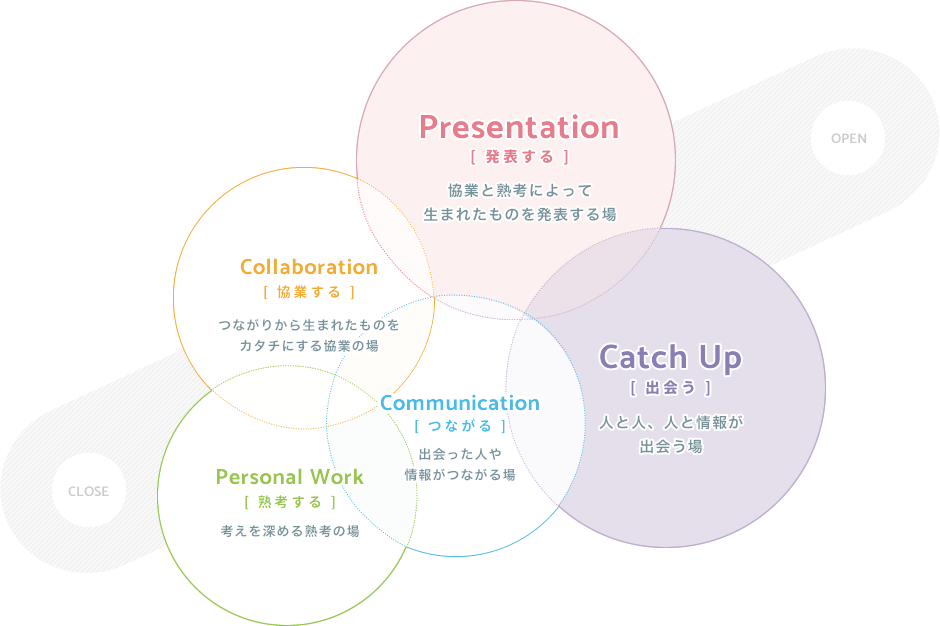 Presentation
[ 発表する ]
協業と熟考によって
生まれたものを発表する場
OPEN
Collaboration
[ 協業する ]
つながりから生まれたものを
カタチにする協業の場
Catch Up
[ 出会う ]
人と人、人と情報が
出会う場
Communication
[ つながる ]
出会った人や
情報がつながる場
Personal Work
[ 熟考する ]
考えを深める熟考の場
CLOSE